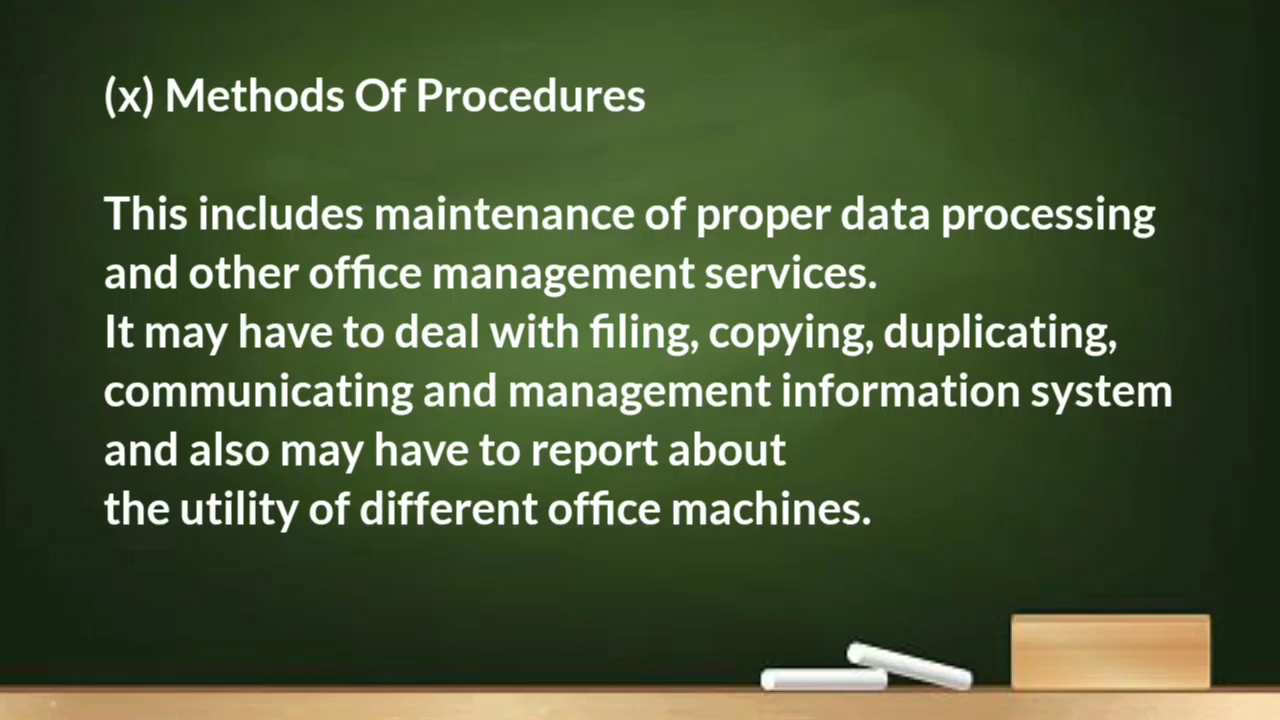 (x) Methods Of Procedures
This includes maintenance of proper data processing
and other office management services.
It may have to deal with filing, copying, duplicating,
communicating and management information system
and also may have to report about
the utility of different office machines.